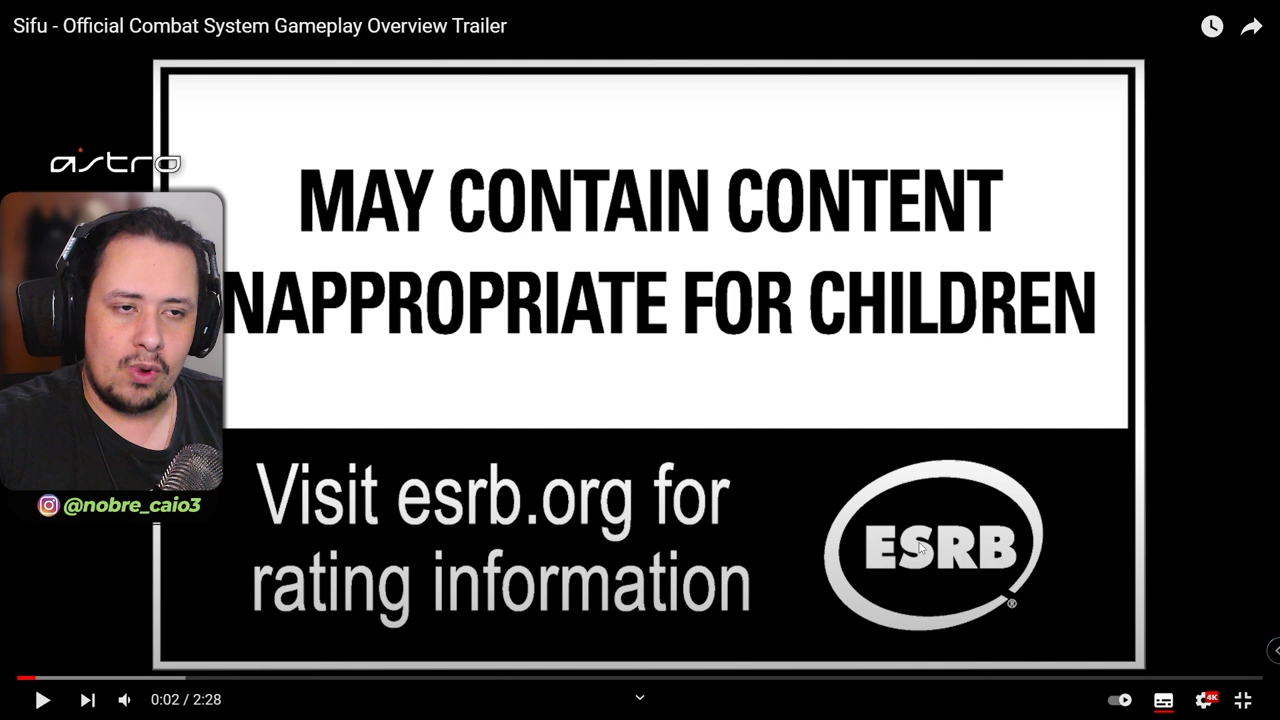 Sifu - Official Combat System Gameplay Overview Trailer
astro
MAY CONTAIN CONTENT
NAPPROPRIATE FOR CHILDREN
@nobre_caio3
Visit esrb.org for
rating information
ESRB
®
0:02 / 2:28
4K